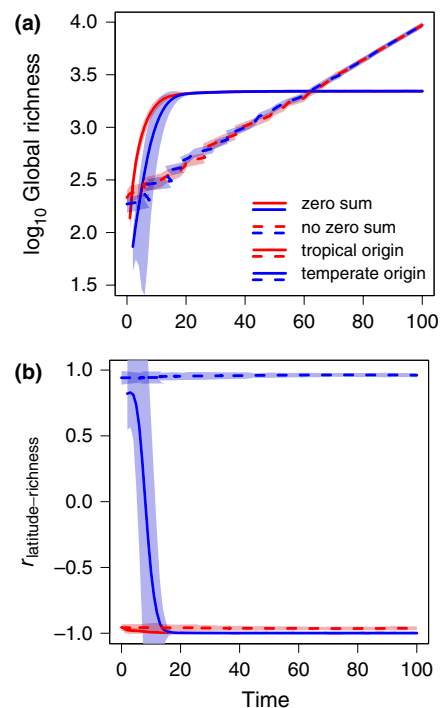 (a)
4.0
3.5
3.0
2.5
2.0
1.5
log10 Global richness
zero sum
no zero sum
tropical origin
temperate origin
0 20 40 60 80 100
(b)
1.0
0.5
0.0
−0.5
−1.0
r latitude−richness
0 20 40 60 80 100
Time